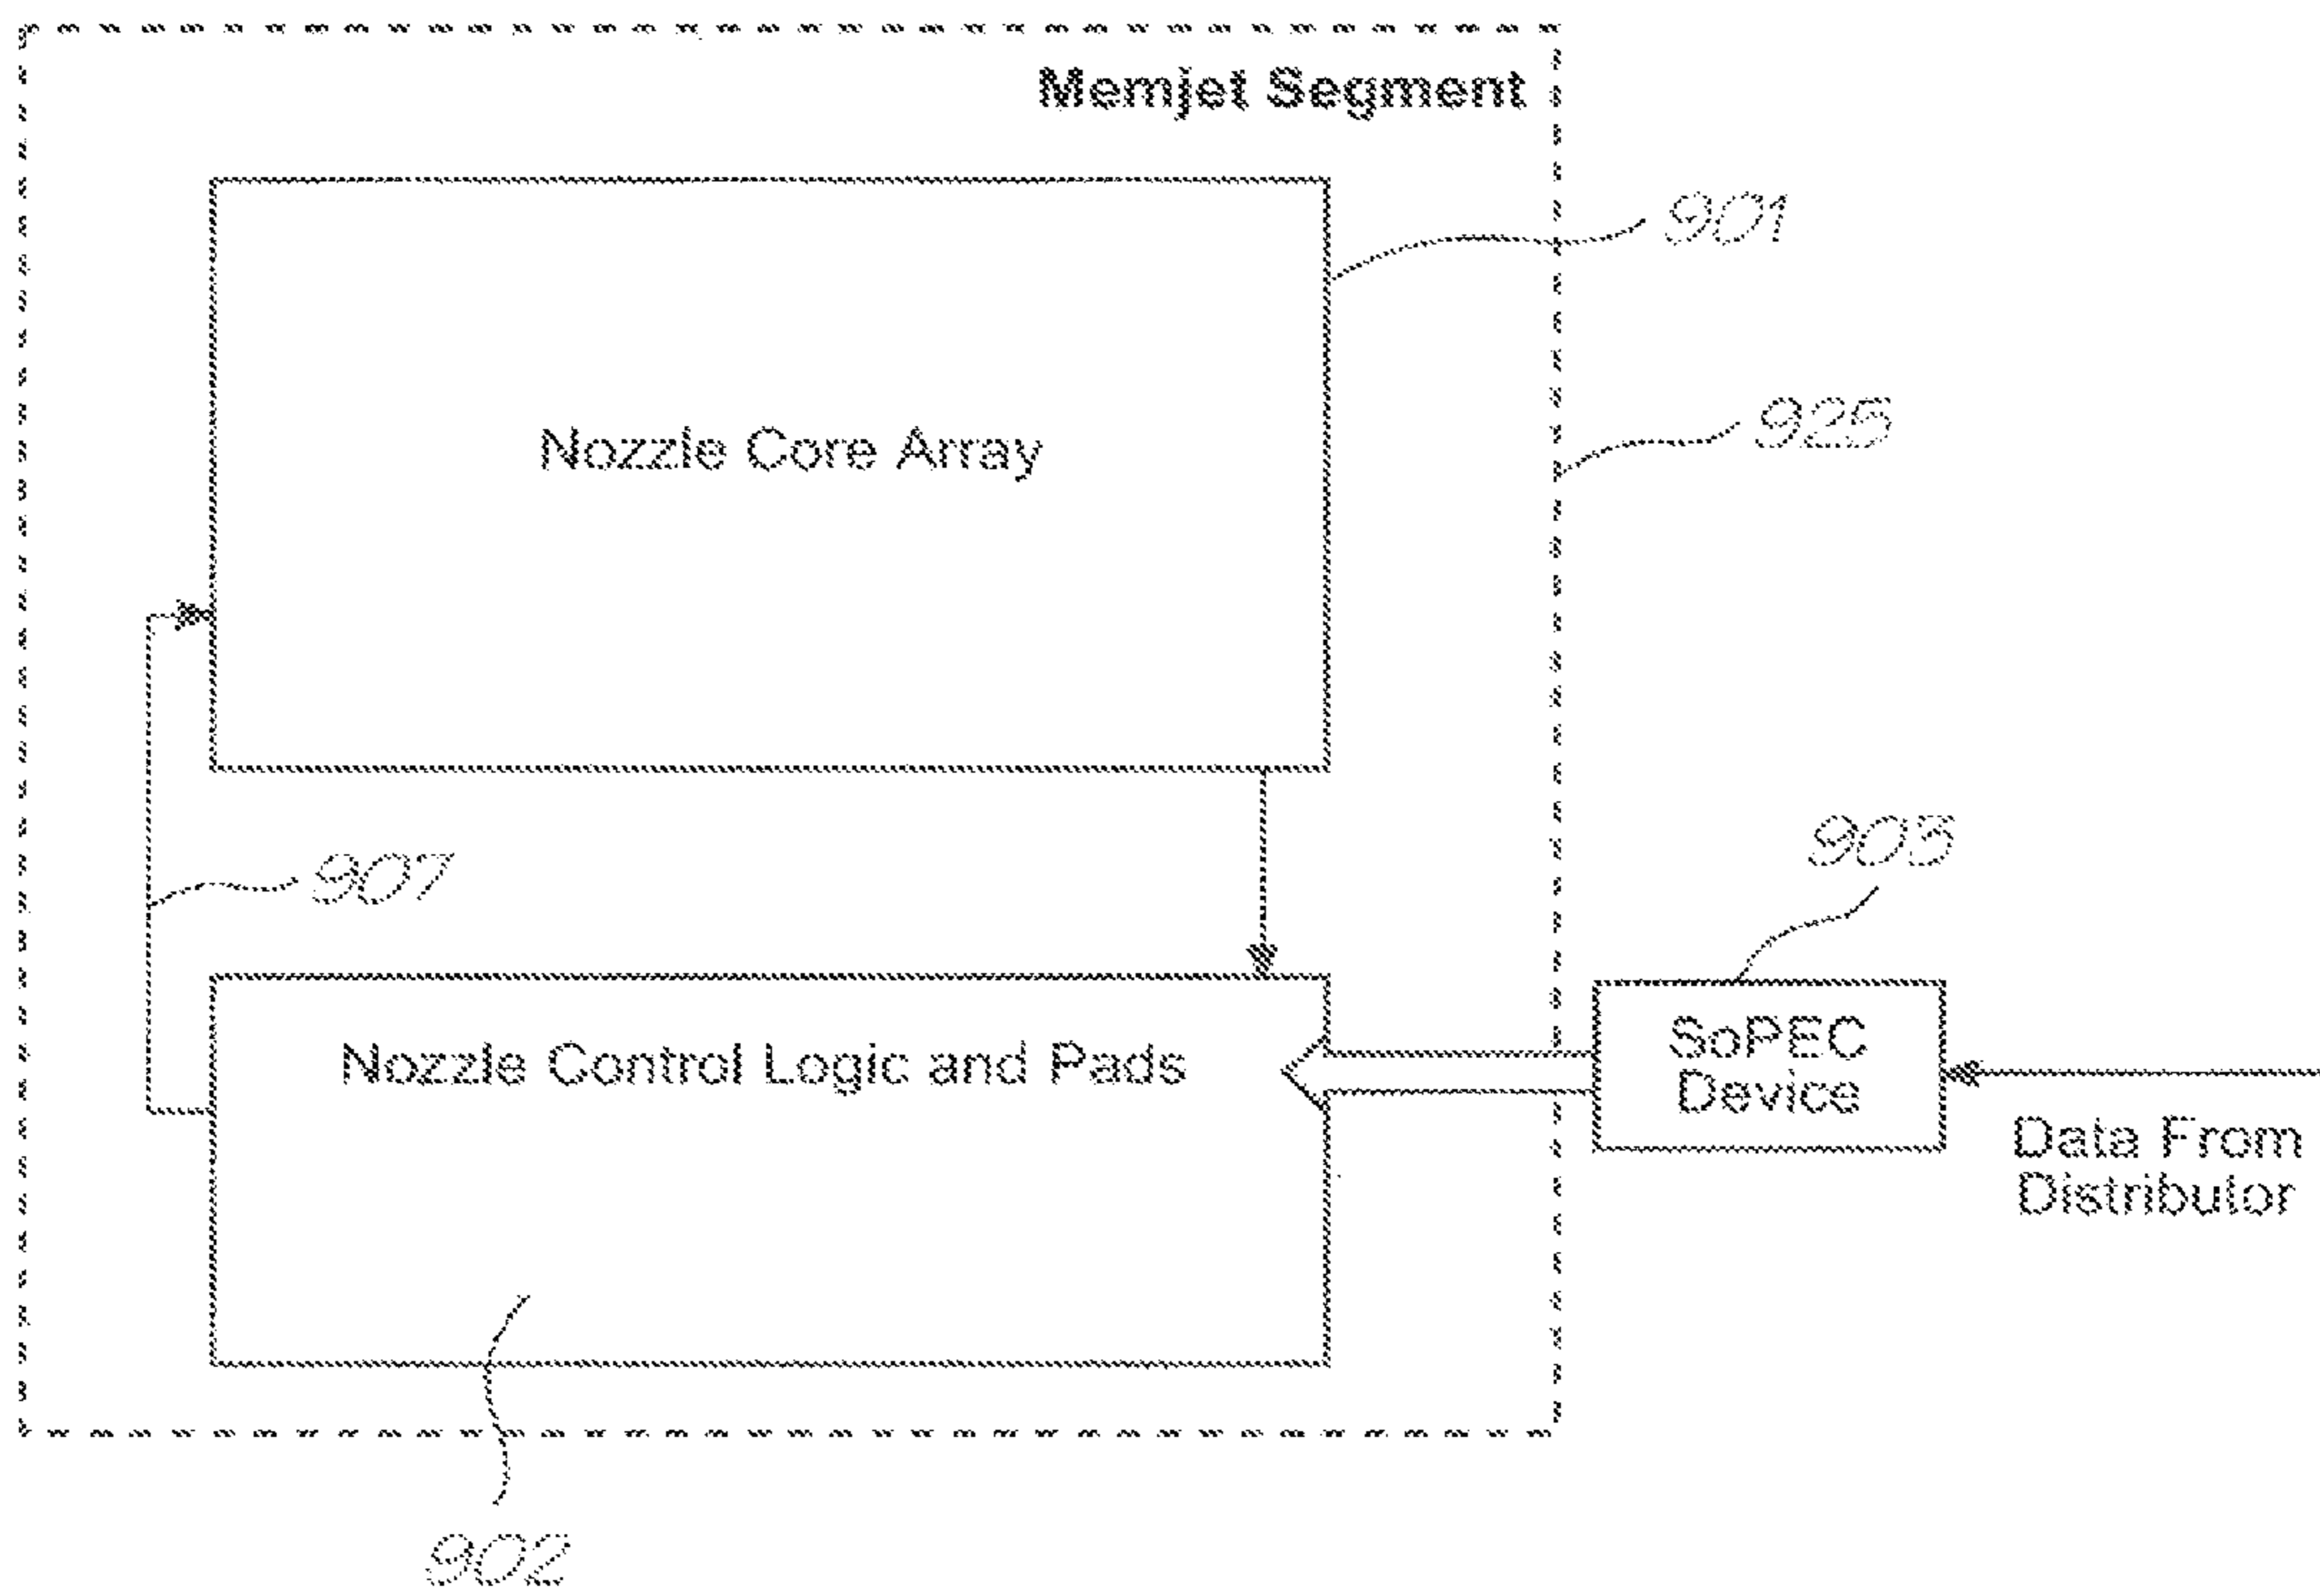 Memjet Segment
901
Nozzle Core Array
925
903
907
Nozzle Control Logic and Pads
SoPEC
Device
Data From
Distributor
902